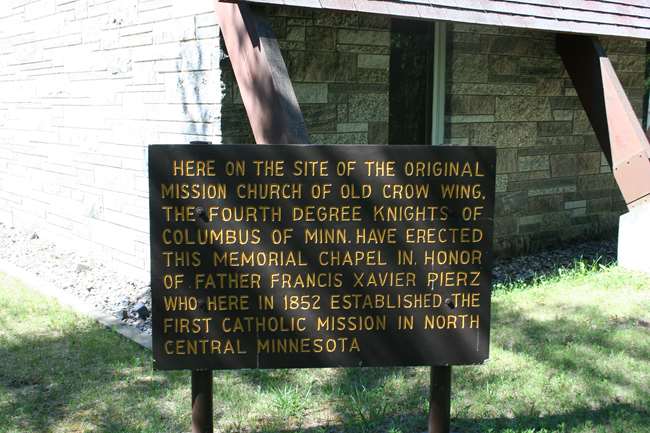 HERE ON THE SITE OF THE ORIGINAL
MISSION CHURCH OF OLD CROW WING.
THE FOURTH DEGREE KNIGHTS OF
COLUMBUS OF MINN. HAVE ERECTED
THIS MEMORIAL CHAPEL IN HONOR
OF FATHER FRANCIS XAVIER PIERZ
WHO HERE IN 1852 ESTABLISHED THE
FIRST CATHOLIC MISSION IN NORTH
CENTRAL MINNESOTA